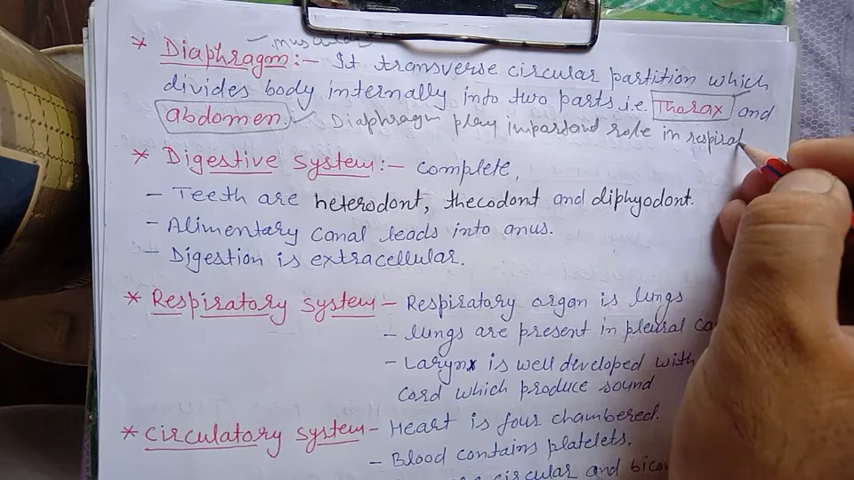 - muscular
* Diaphragm:- It transverse circular partition which
divides body internally into two parts i.e. Thorax and
abdomen. Diaphragm play important role in respirat
* Digestive system:- complete,
- Teeth are heterodont, thecodont and diphyodont.
- Alimentary canal leads into anus.
- Digestion is extracellular.
* Respiratory system - Respiratory organ is lungs
- lungs are present in pleural ca
- Larynx is well developed with
cord which produce sound
* circulatory system - Heart is four chambered.
- Blood contains platelets.
circular and bico